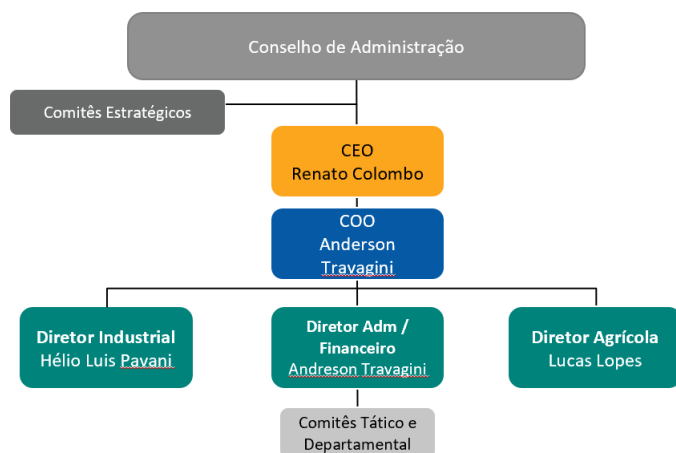 Conselho de Administração
Comitês Estratégicos
CEO
Renato Colombo
COO
Anderson
Travagini
Diretor Industrial
Hélio Luis Pavani
Diretor Adm /
Financeiro
Andreson Travagini
Diretor Agrícola
Lucas Lopes
Comitês Tático e
Departamental